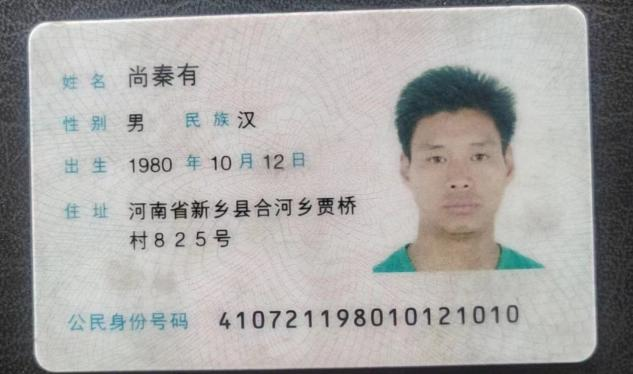 姓名 尚秦有
性别 男 民族 汉
出生 1980 年 10 月 12 日
住址 河南省新乡县合河乡贾桥
村825号
公民身份号码 410721198010121010